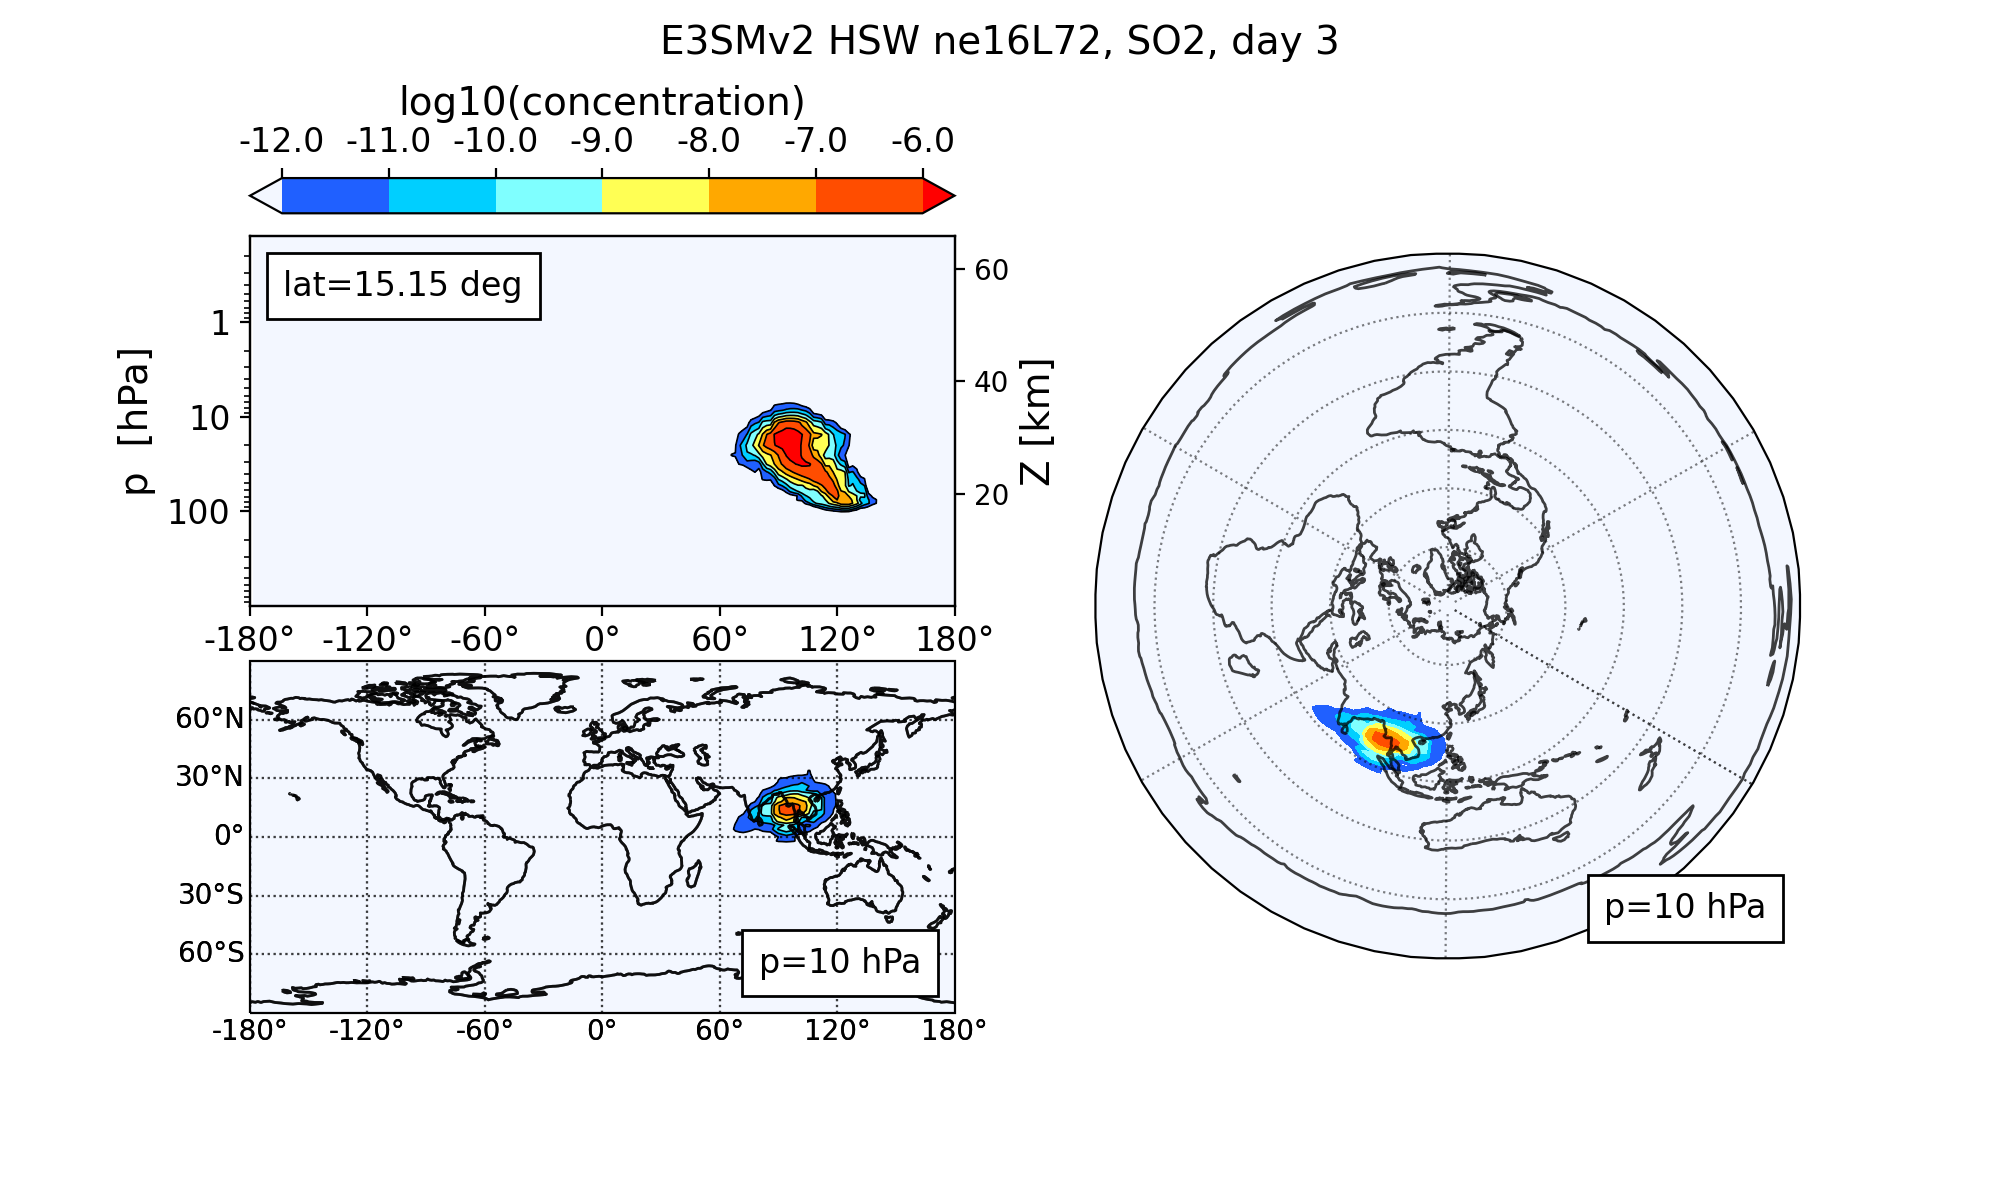 E3SMv2 HSW ne16L72, SO2, day 3
log10(concentration)
-12.0 -11.0 -10.0 -9.0 -8.0 -7.0 -6.0
lat=15.15 deg
p [hPa]
1
10
100
Z [km]
60
40
20
-180° -120° -60° 0° 60° 120° 180°
60°N
30°N
0°
30°S
60°S
p=10 hPa
-180° -120° -60° 0° 60° 120° 180°
p=10 hPa